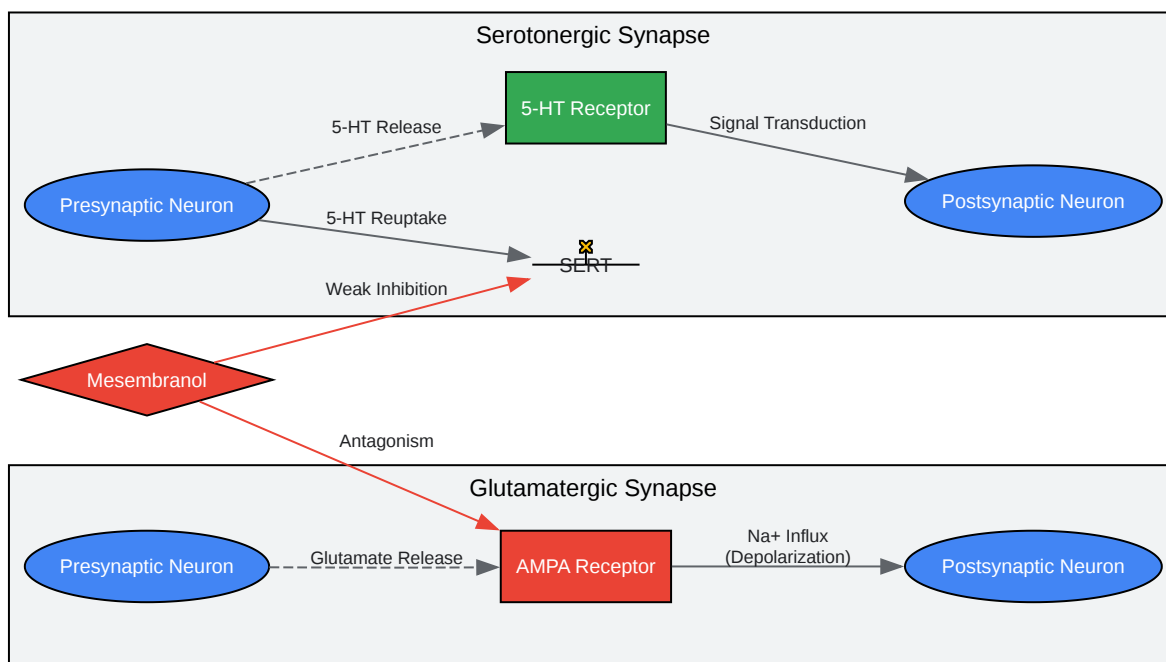 Serotonergic Synapse
5-HT Receptor
5-HT Release
Signal Transduction
Presynaptic Neuron
Postsynaptic Neuron
5-HT Reuptake
SERT
Weak Inhibition
Mesembranol
Antagonism
Glutamatergic Synapse
Presynaptic Neuron
Glutamate Release
AMPA Receptor
Na+ Influx
(Depolarization)
Postsynaptic Neuron